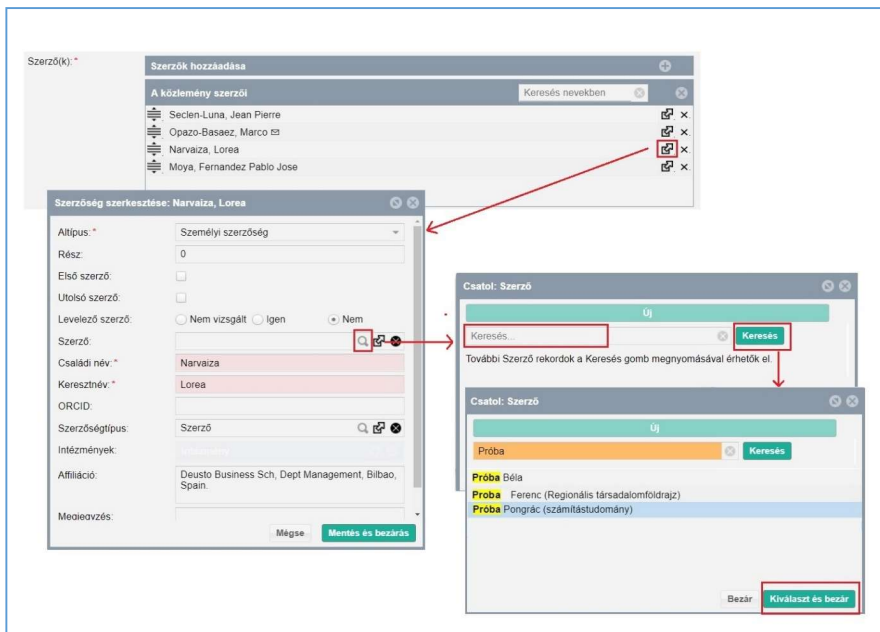 Szerző(k):*
Szerzők hozzáadása
A közlemény szerzői
Keresés nevekben
Seclen-Luna, Jean Pierre
Opazo-Basaez, Marco
Narvaiza, Lorea
Moya, Fernandez Pablo Jose
Szerzőség szerkesztése: Narvaiza, Lorea
Altípus:* Személyi szerzőség
Rész: 0
Első szerző:
Utolsó szerző:
Levelező szerző: Nem vizsgált Igen Nem
Szerző:
Családi név:* Narvaiza
Keresztnév:* Lorea
ORCID:
Szerzőségtípus: Szerző
Intézmények:
Affiliáció: Deusto Business Sch, Dept Management, Bilbao,
Spain.
Megjegyzés:
Mégse Mentés és bezárás
Csatol: Szerző
Új
Keresés... Keresés
További Szerző rekordok a Keresés gomb megnyomásával érhetők el.
Csatol: Szerző
Új
Próba Keresés
Próba Béla
Próba Ferenc (Regionális társadalomföldrajz)
Próba Pongrác (számítástudomány)
Bezár Kiválaszt és bezár